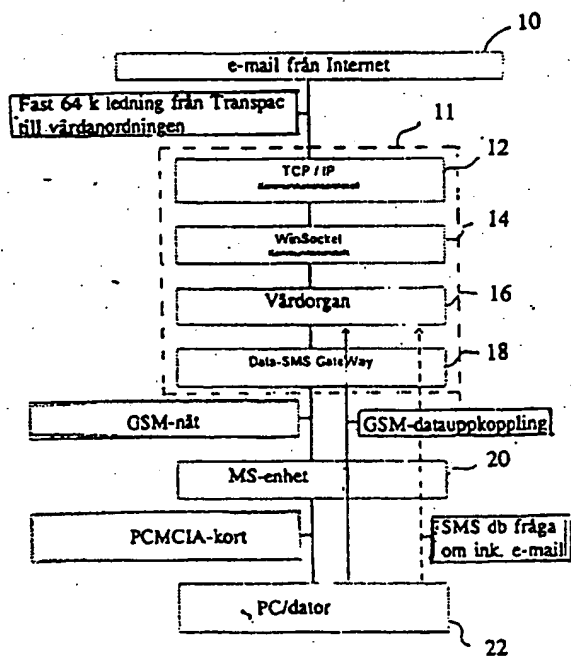 10
e-mail från Internet
Fast 64 k ledning från Transpac
till värdanordningen
11
12
TCP / IP
14
WinSocket
Värdorgan
16
Data-SMS GateWay
18
GSM-nät
GSM-datauppkoppling
MS-enhet
20
PCMCIA-kort
SMS db fråga
om ink. e-mail
PC/dator
22